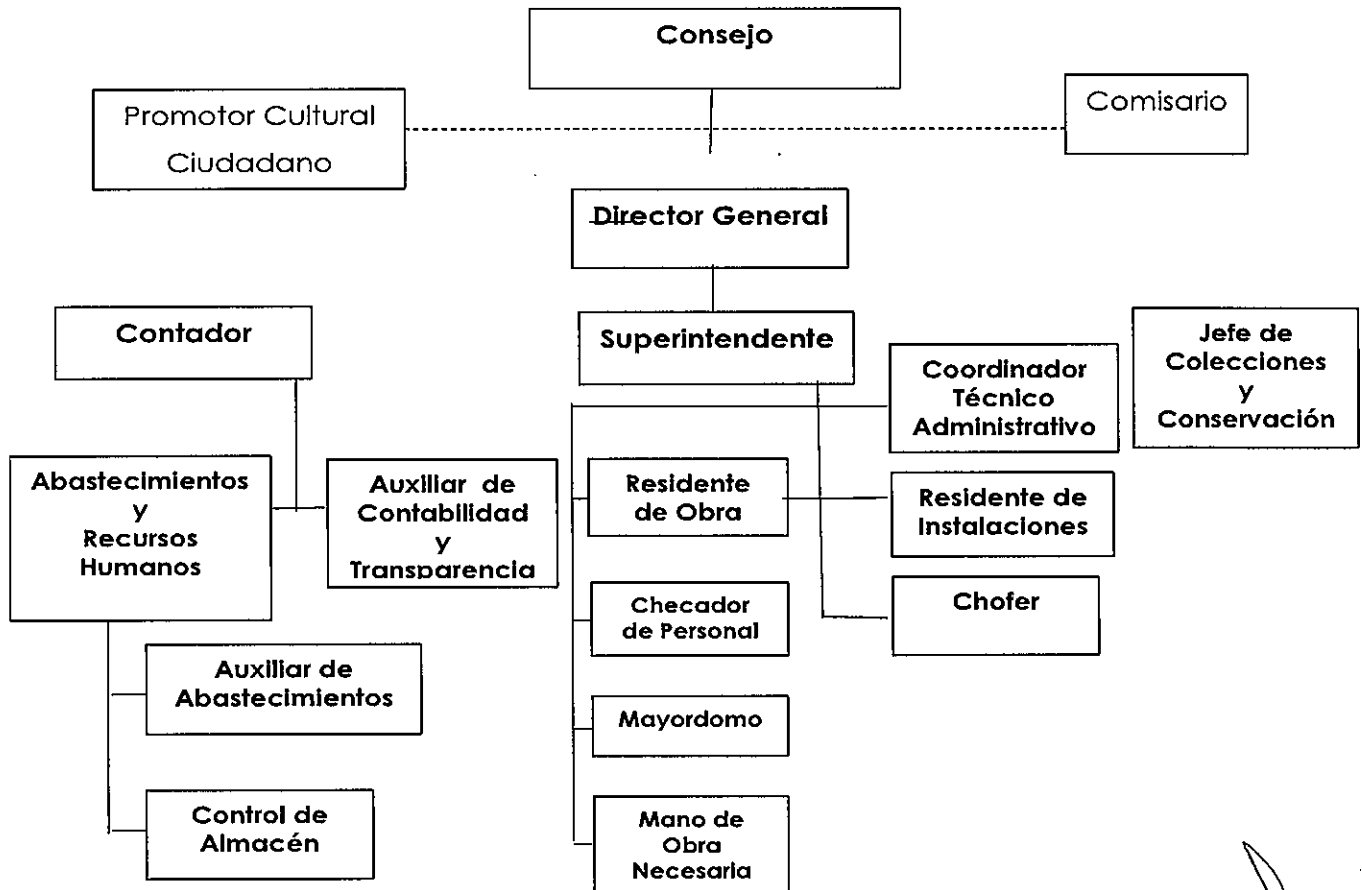 Consejo
Promotor Cultural
Ciudadano
Comisario
Director General
Contador
Superintendente
Coordinador
Técnico
Administrativo
Jefe de
Colecciones
y
Conservación
Abastecimientos
y
Recursos
Humanos
Auxiliar de
Contabilidad
y
Transparencia
Residente
de Obra
Residente de
Instalaciones
Checador
de Personal
Chofer
Auxiliar de
Abastecimientos
Mayordomo
Control de
Almacén
Mano de
Obra
Necesaria